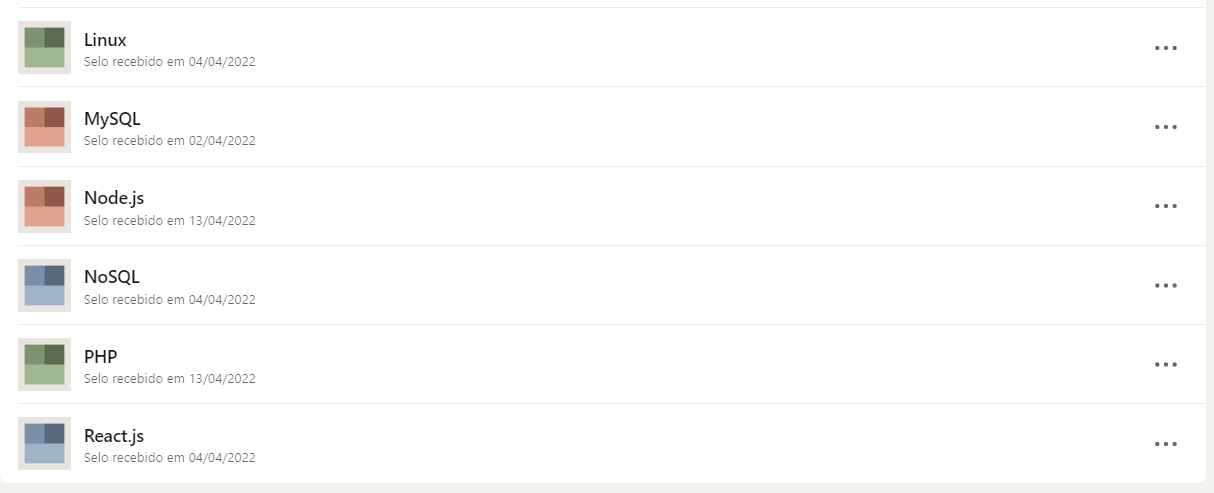 Linux
Selo recebido em 04/04/2022
MySQL
Selo recebido em 02/04/2022
Node.js
Selo recebido em 13/04/2022
NoSQL
Selo recebido em 04/04/2022
PHP
Selo recebido em 13/04/2022
React.js
Selo recebido em 04/04/2022